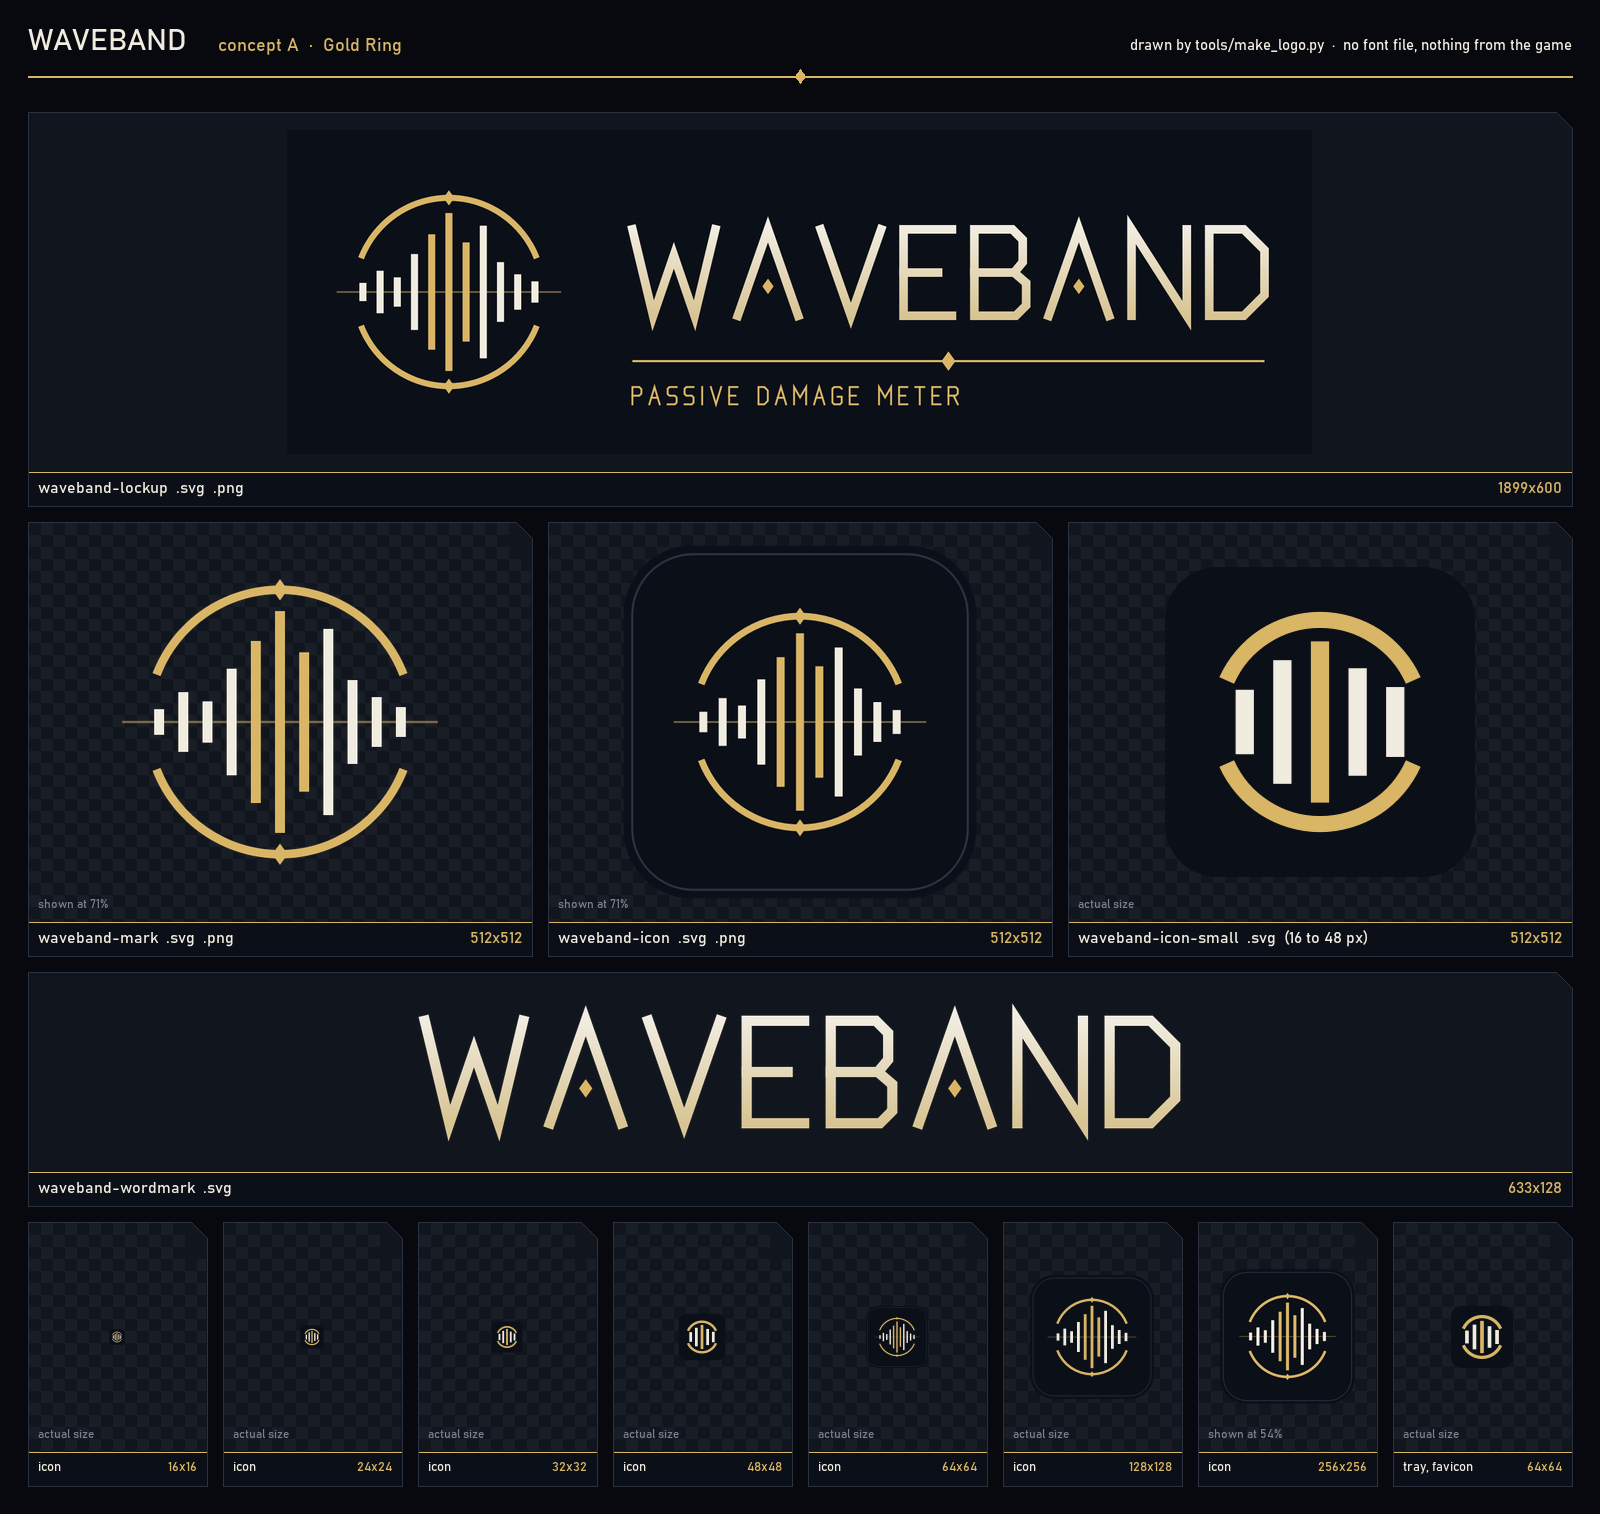 WAVEBAND concept A · Gold Ring drawn by tools/make_logo.py · no font file, nothing from the game
WAVEBAND
PASSIVE DAMAGE METER
waveband-lockup .svg .png 1899x600
shown at 71% shown at 71% actual size
waveband-mark .svg .png 512x512 waveband-icon .svg .png 512x512 waveband-icon-small .svg (16 to 48 px) 512x512
WAVEBAND
waveband-wordmark .svg 633x128
actual size actual size actual size actual size actual size actual size shown at 54% actual size
icon 16x16 icon 24x24 icon 32x32 icon 48x48 icon 64x64 icon 128x128 icon 256x256 tray, favicon 64x64